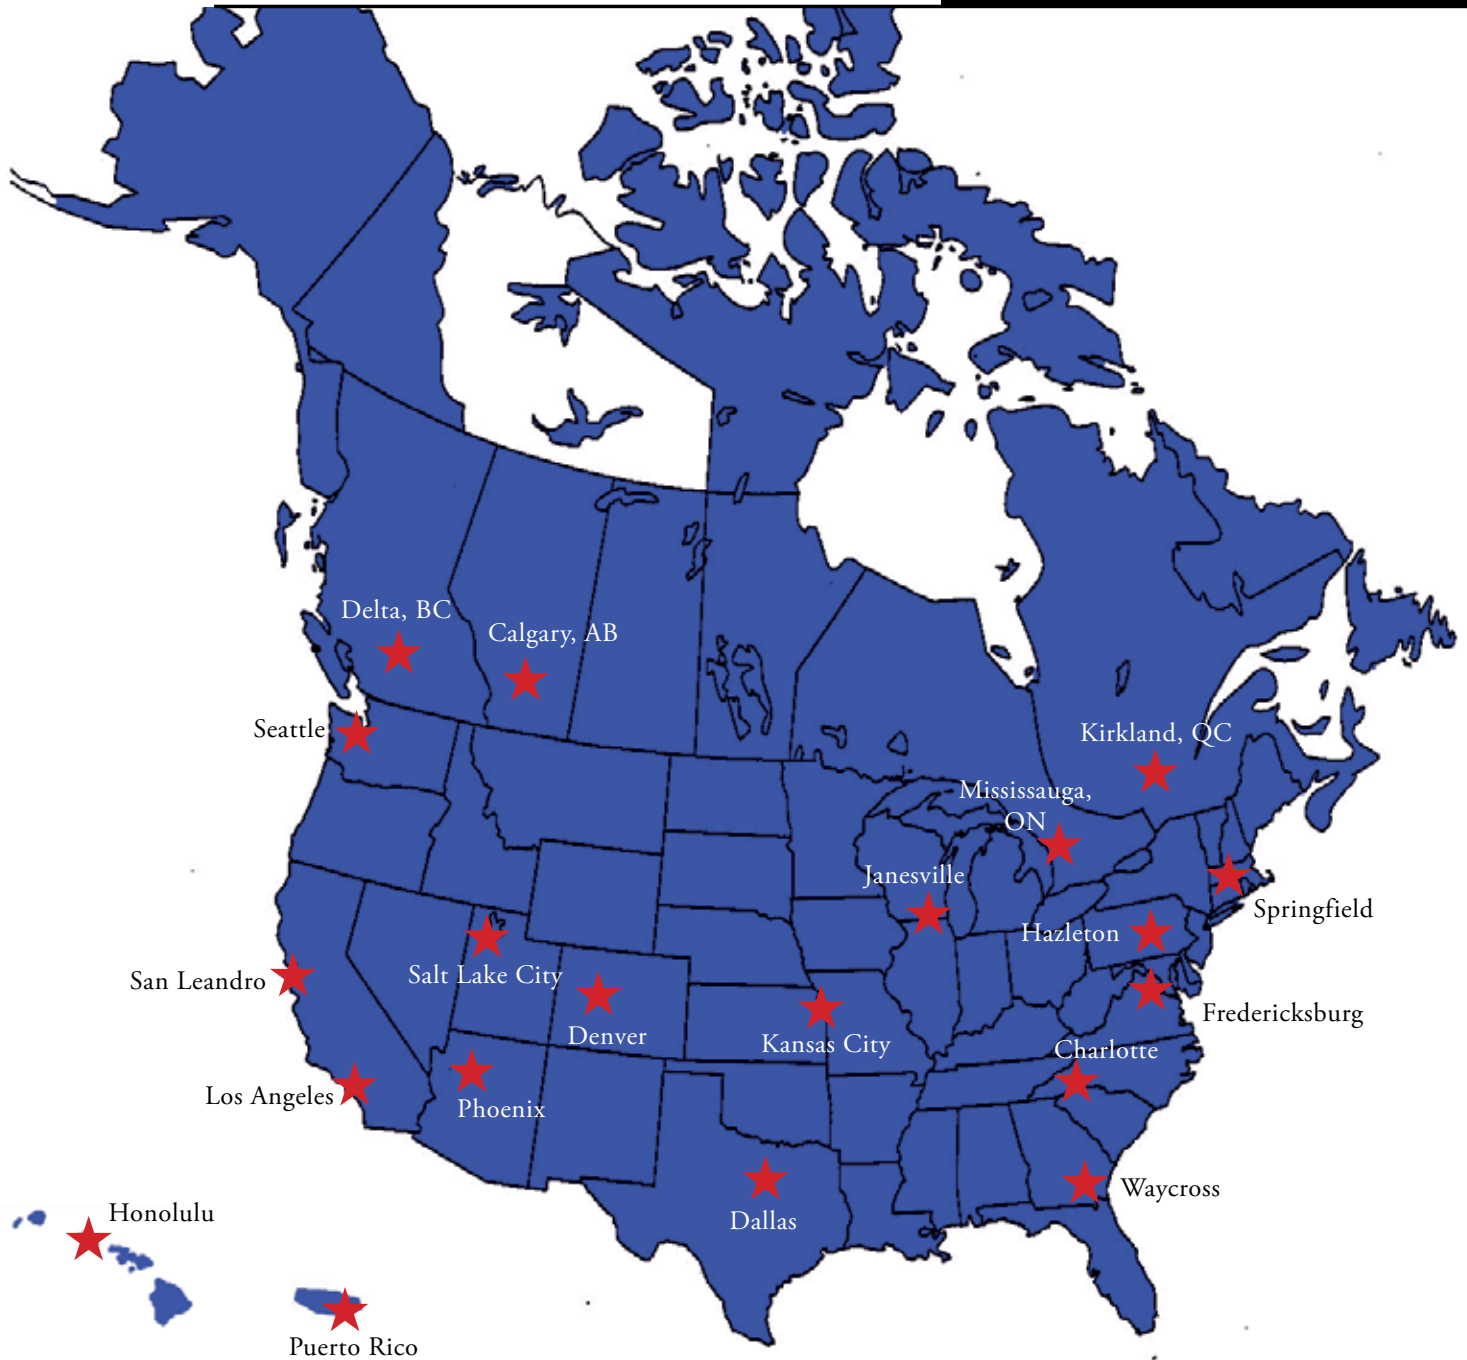 Delta, BC
Calgary, AB
Seattle
Kirkland, QC
Mississauga,
ON
Janesville
Springfield
Hazleton
San Leandro
Salt Lake City
Fredericksburg
Denver
Kansas City
Charlotte
Los Angeles
Phoenix
Waycross
Honolulu
Dallas
Puerto Rico